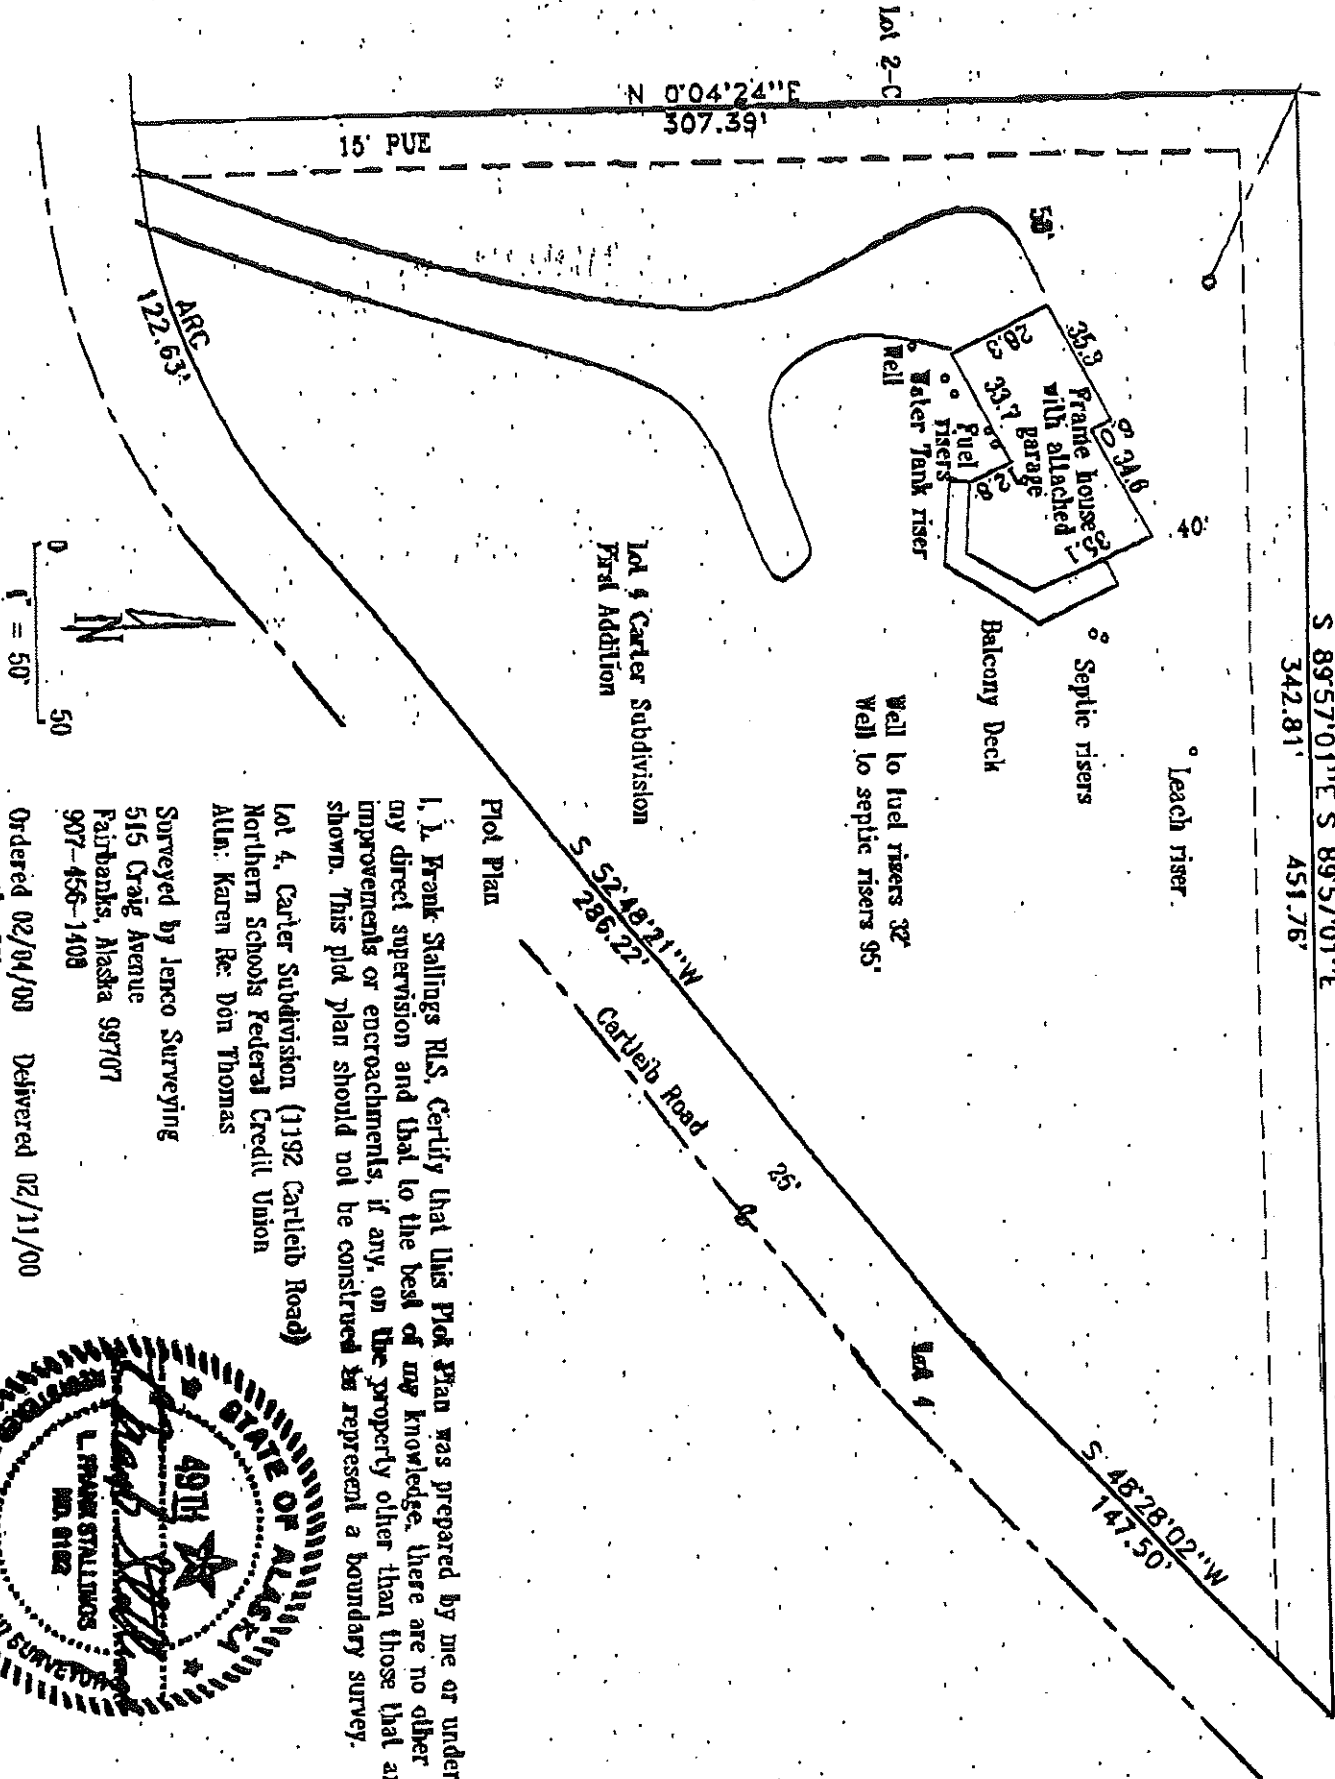 Lot 2-C
N 0°04'24"E
307.39'
15' PUE
S 89°57'01"E S 89°57'01"E
342.81' 451.76'
58'
40'
35.9
28.3
34.6
35.1
33.7
12.8
Frame house
with attached
garage
Fuel
risers
Water Tank riser
Well
Leach riser
Septic risers
Balcony Deck
Well to fuel risers 32'
Well to septic risers 95'
Lot 4 Carter Subdivision
First Addition
ARC
122.63'
S 52°48'21"W
286.22'
Cartleib Road
25'
Lot 4
S 48°28'02"W
147.50'
0 50
1" = 50'
N
Plot Plan
I, L. Frank Stallings RLS, Certify that this Plot Plan was prepared by me or under
my direct supervision and that to the best of my knowledge, there are no other
improvements or encroachments, if any, on the property other than those that
shown. This plot plan should not be construed to represent a boundary survey.
Lot 4, Carter Subdivision (1192 Cartleib Road)
Northern Schools Federal Credit Union
Attn: Karen Re: Don Thomas
Surveyed by Jenco Surveying
515 Craig Avenue
Fairbanks, Alaska 99707
907-456-1408
Ordered 02/04/00 Delivered 02/11/00
STATE OF ALASKA
49TH
L. FRANK STALLINGS
SURVEYOR